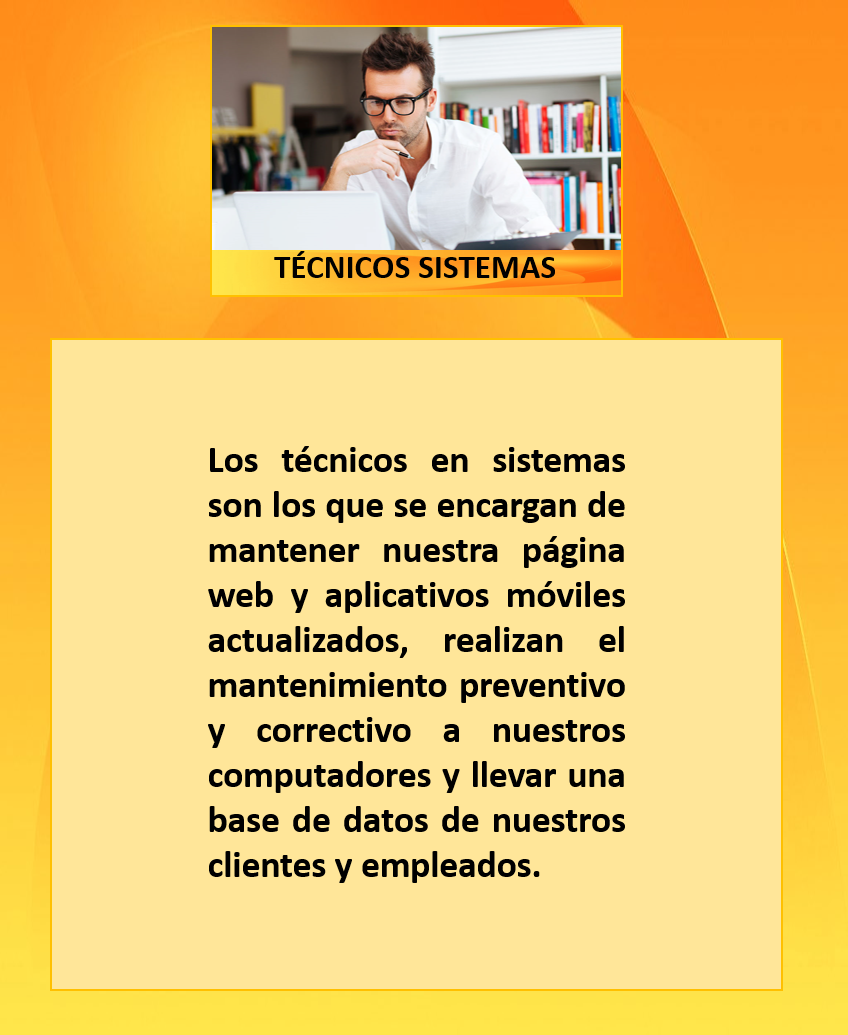 TÉCNICOS SISTEMAS
Los técnicos en sistemas
son los que se encargan de
mantener nuestra página
web y aplicativos móviles
actualizados, realizan el
mantenimiento preventivo
y correctivo a nuestros
computadores y llevar una
base de datos de nuestros
clientes y empleados.